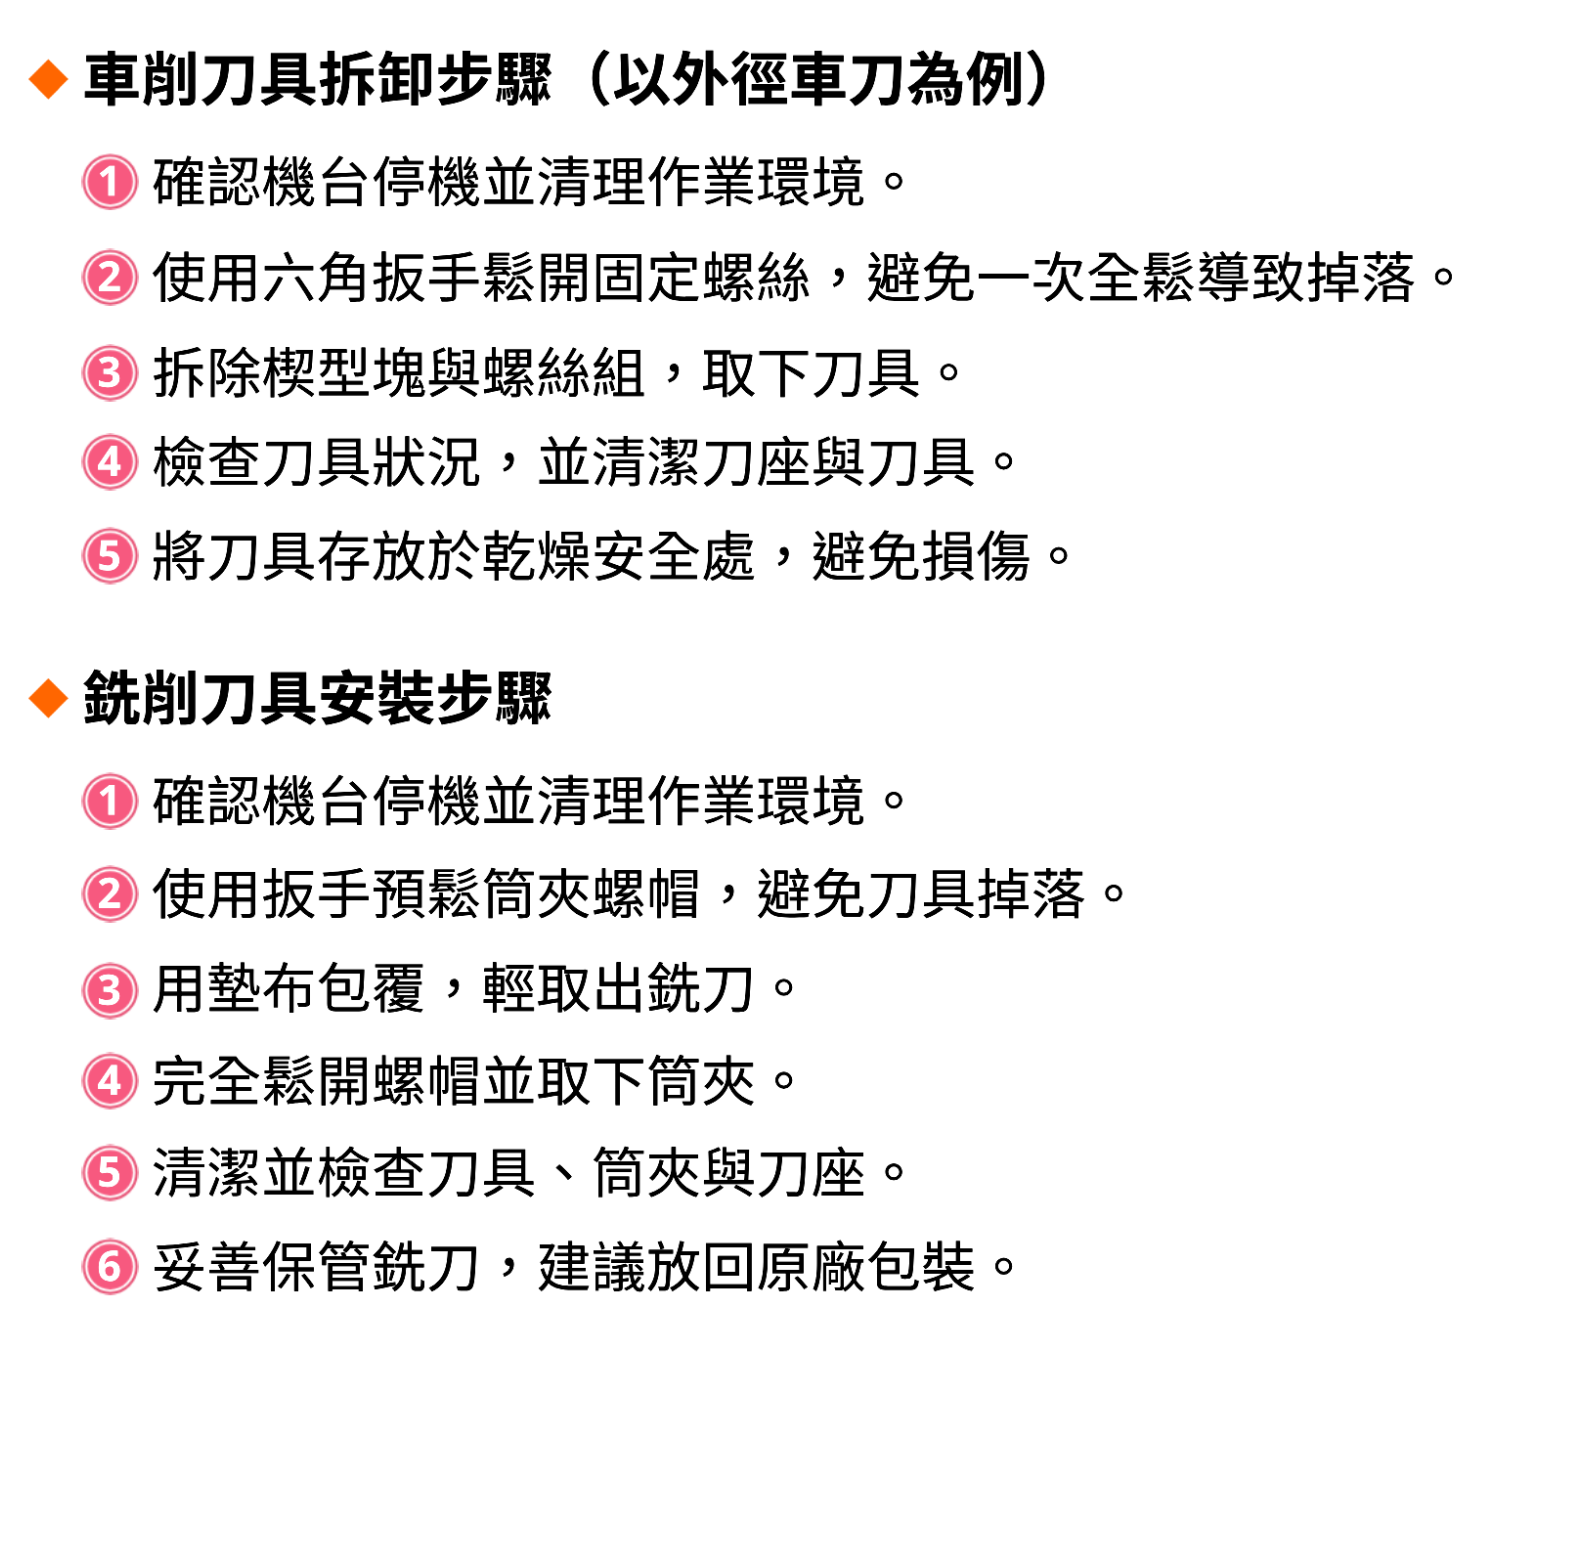 ◆ 車削刀具拆卸步驟（以外徑車刀為例）
1 確認機台停機並清理作業環境。
2 使用六角扳手鬆開固定螺絲，避免一次全鬆導致掉落。
3 拆除楔型塊與螺絲組，取下刀具。
4 檢查刀具狀況，並清潔刀座與刀具。
5 將刀具存放於乾燥安全處，避免損傷。
◆ 銑削刀具安裝步驟
1 確認機台停機並清理作業環境。
2 使用扳手預鬆筒夾螺帽，避免刀具掉落。
3 用墊布包覆，輕取出銑刀。
4 完全鬆開螺帽並取下筒夾。
5 清潔並檢查刀具、筒夾與刀座。
6 妥善保管銑刀，建議放回原廠包裝。